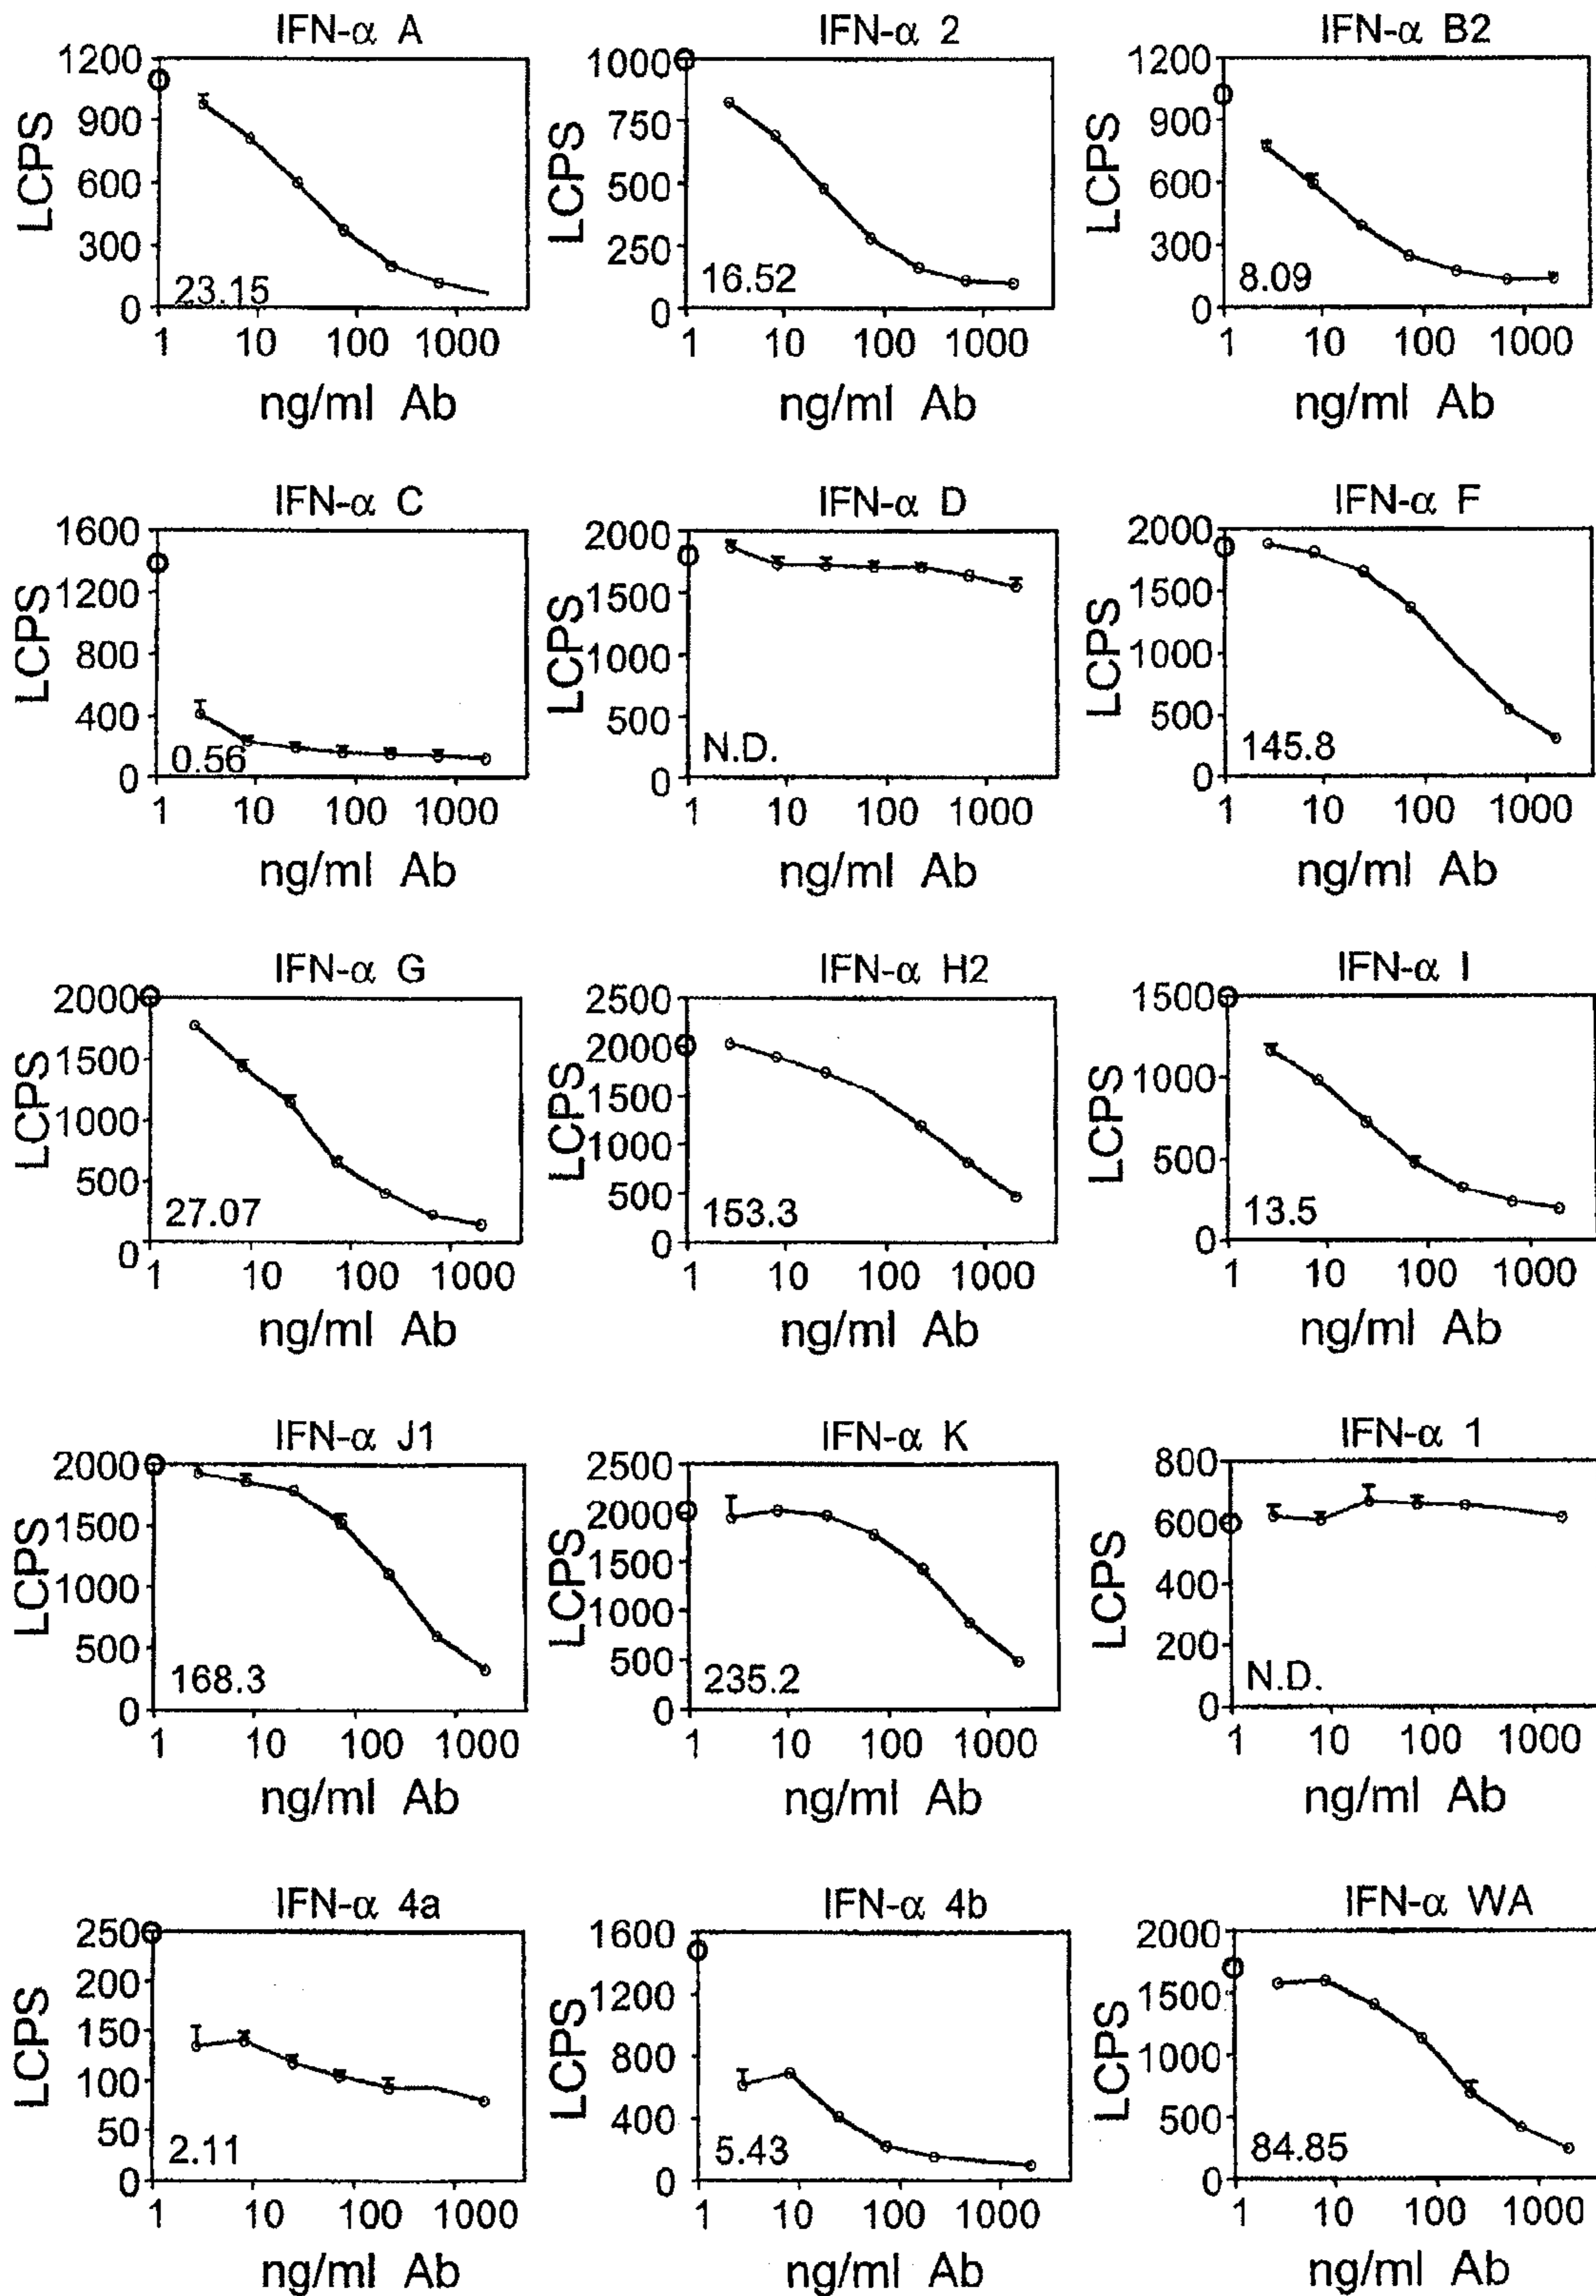 IFN-α A
1200
900
600
300
0
LCPS
23.15
1 10 100 1000
ng/ml Ab
IFN-α 2
1000
750
500
250
0
LCPS
16.52
1 10 100 1000
ng/ml Ab
IFN-α B2
1200
900
600
300
0
LCPS
8.09
1 10 100 1000
ng/ml Ab
IFN-α C
1600
1200
800
400
0
LCPS
0.56
1 10 100 1000
ng/ml Ab
IFN-α D
2000
1500
1000
500
0
LCPS
N.D.
1 10 100 1000
ng/ml Ab
IFN-α F
2000
1500
1000
500
0
LCPS
145.8
1 10 100 1000
ng/ml Ab
IFN-α G
2000
1500
1000
500
0
LCPS
27.07
1 10 100 1000
ng/ml Ab
IFN-α H2
2500
2000
1500
1000
500
0
LCPS
153.3
1 10 100 1000
ng/ml Ab
IFN-α I
1500
1000
500
0
LCPS
13.5
1 10 100 1000
ng/ml Ab
IFN-α J1
2000
1500
1000
500
0
LCPS
168.3
1 10 100 1000
ng/ml Ab
IFN-α K
2500
2000
1500
1000
500
0
LCPS
235.2
1 10 100 1000
ng/ml Ab
IFN-α 1
800
600
400
200
0
LCPS
N.D.
1 10 100 1000
ng/ml Ab
IFN-α 4a
250
200
150
100
50
0
LCPS
2.11
1 10 100 1000
ng/ml Ab
IFN-α 4b
1600
1200
800
400
0
LCPS
5.43
1 10 100 1000
ng/ml Ab
IFN-α WA
2000
1500
1000
500
0
LCPS
84.85
1 10 100 1000
ng/ml Ab